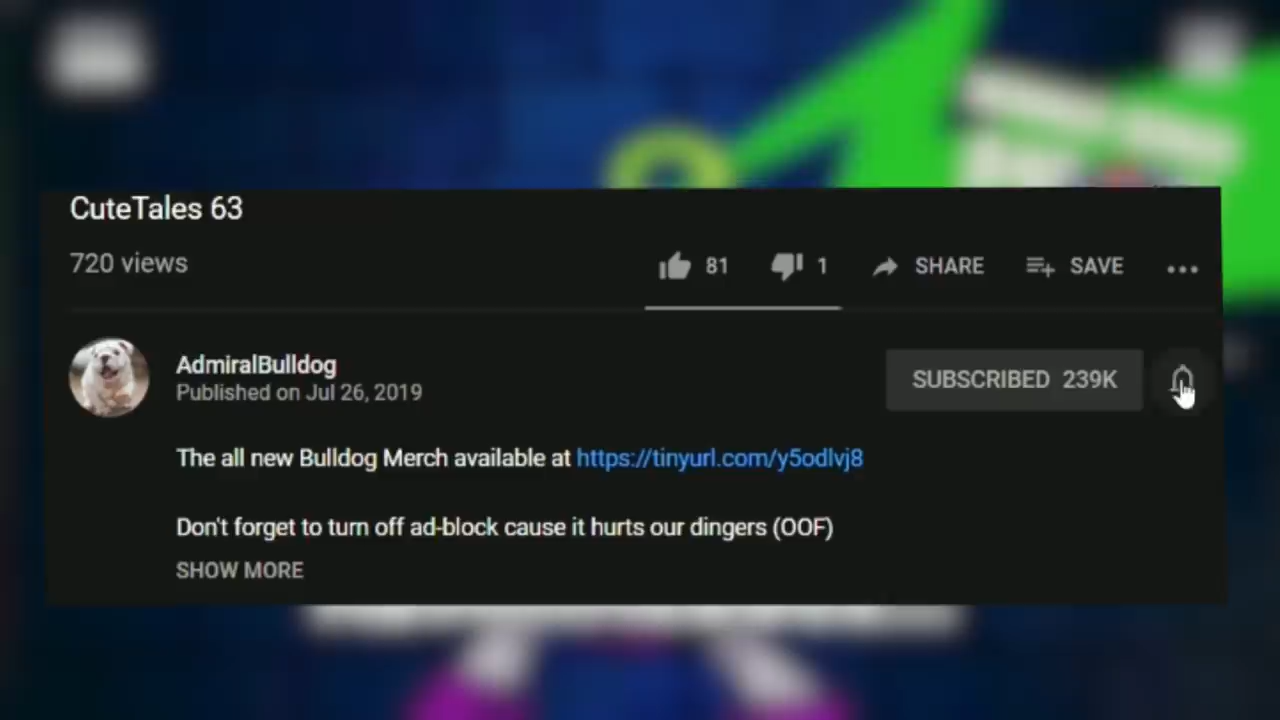 CuteTales 63
720 views
81 1 SHARE SAVE
AdmiralBulldog
Published on Jul 26, 2019
SUBSCRIBED 239K
The all new Bulldog Merch available at https://tinyurl.com/y5odlvj8
Don't forget to turn off ad-block cause it hurts our dingers (OOF)
SHOW MORE